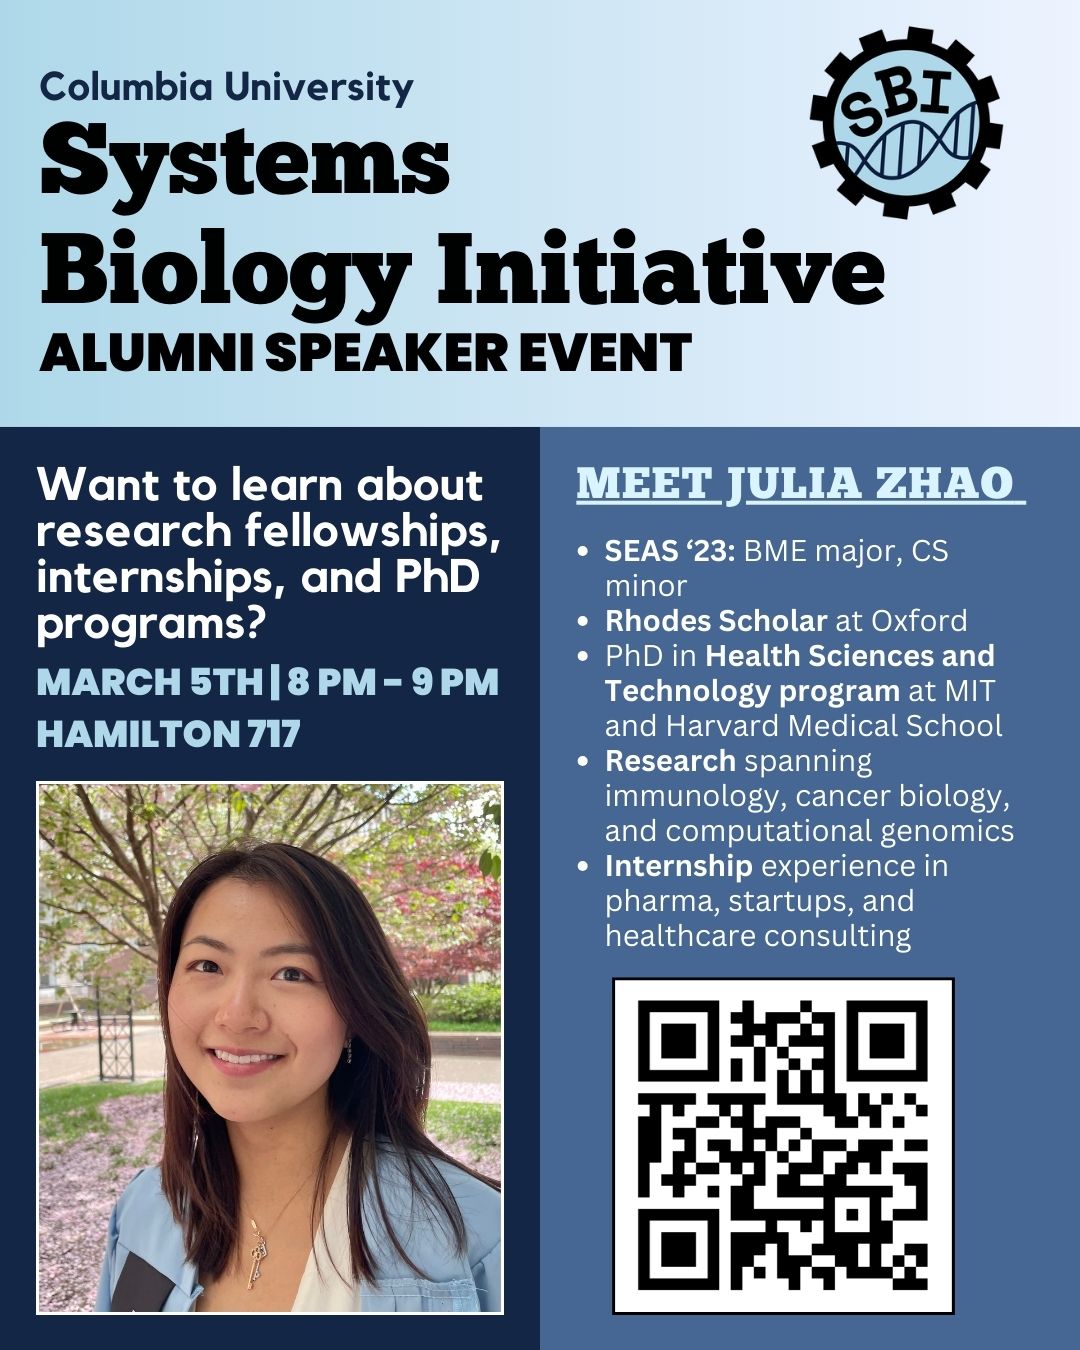 Columbia University
Systems
Biology Initiative
ALUMNI SPEAKER EVENT
SBI
Want to learn about
research fellowships,
internships, and PhD
programs?
MARCH 5TH | 8 PM – 9 PM
HAMILTON 717
MEET JULIA ZHAO
• SEAS ‘23: BME major, CS
minor
• Rhodes Scholar at Oxford
• PhD in Health Sciences and
Technology program at MIT
and Harvard Medical School
• Research spanning
immunology, cancer biology,
and computational genomics
• Internship experience in
pharma, startups, and
healthcare consulting